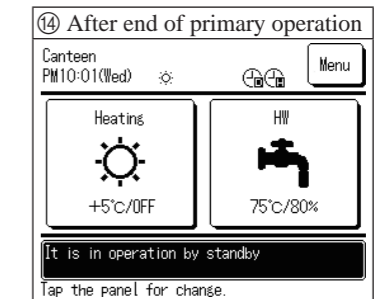 ⑭ After end of primary operation
Canteen
PM10:01(Wed)
Menu
Heating
+5℃/OFF
HW
75℃/80%
It is in operation by standby
Tap the panel for change.